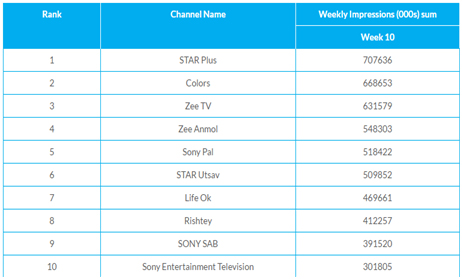 Rank Channel Name Weekly Impressions (000s) sum
Week 10
1 STAR Plus 707636
2 Colors 668653
3 Zee TV 631579
4 Zee Anmol 548303
5 Sony Pal 518422
6 STAR Utsav 509852
7 Life Ok 469661
8 Rishtey 412257
9 SONY SAB 391520
10 Sony Entertainment Television 301805